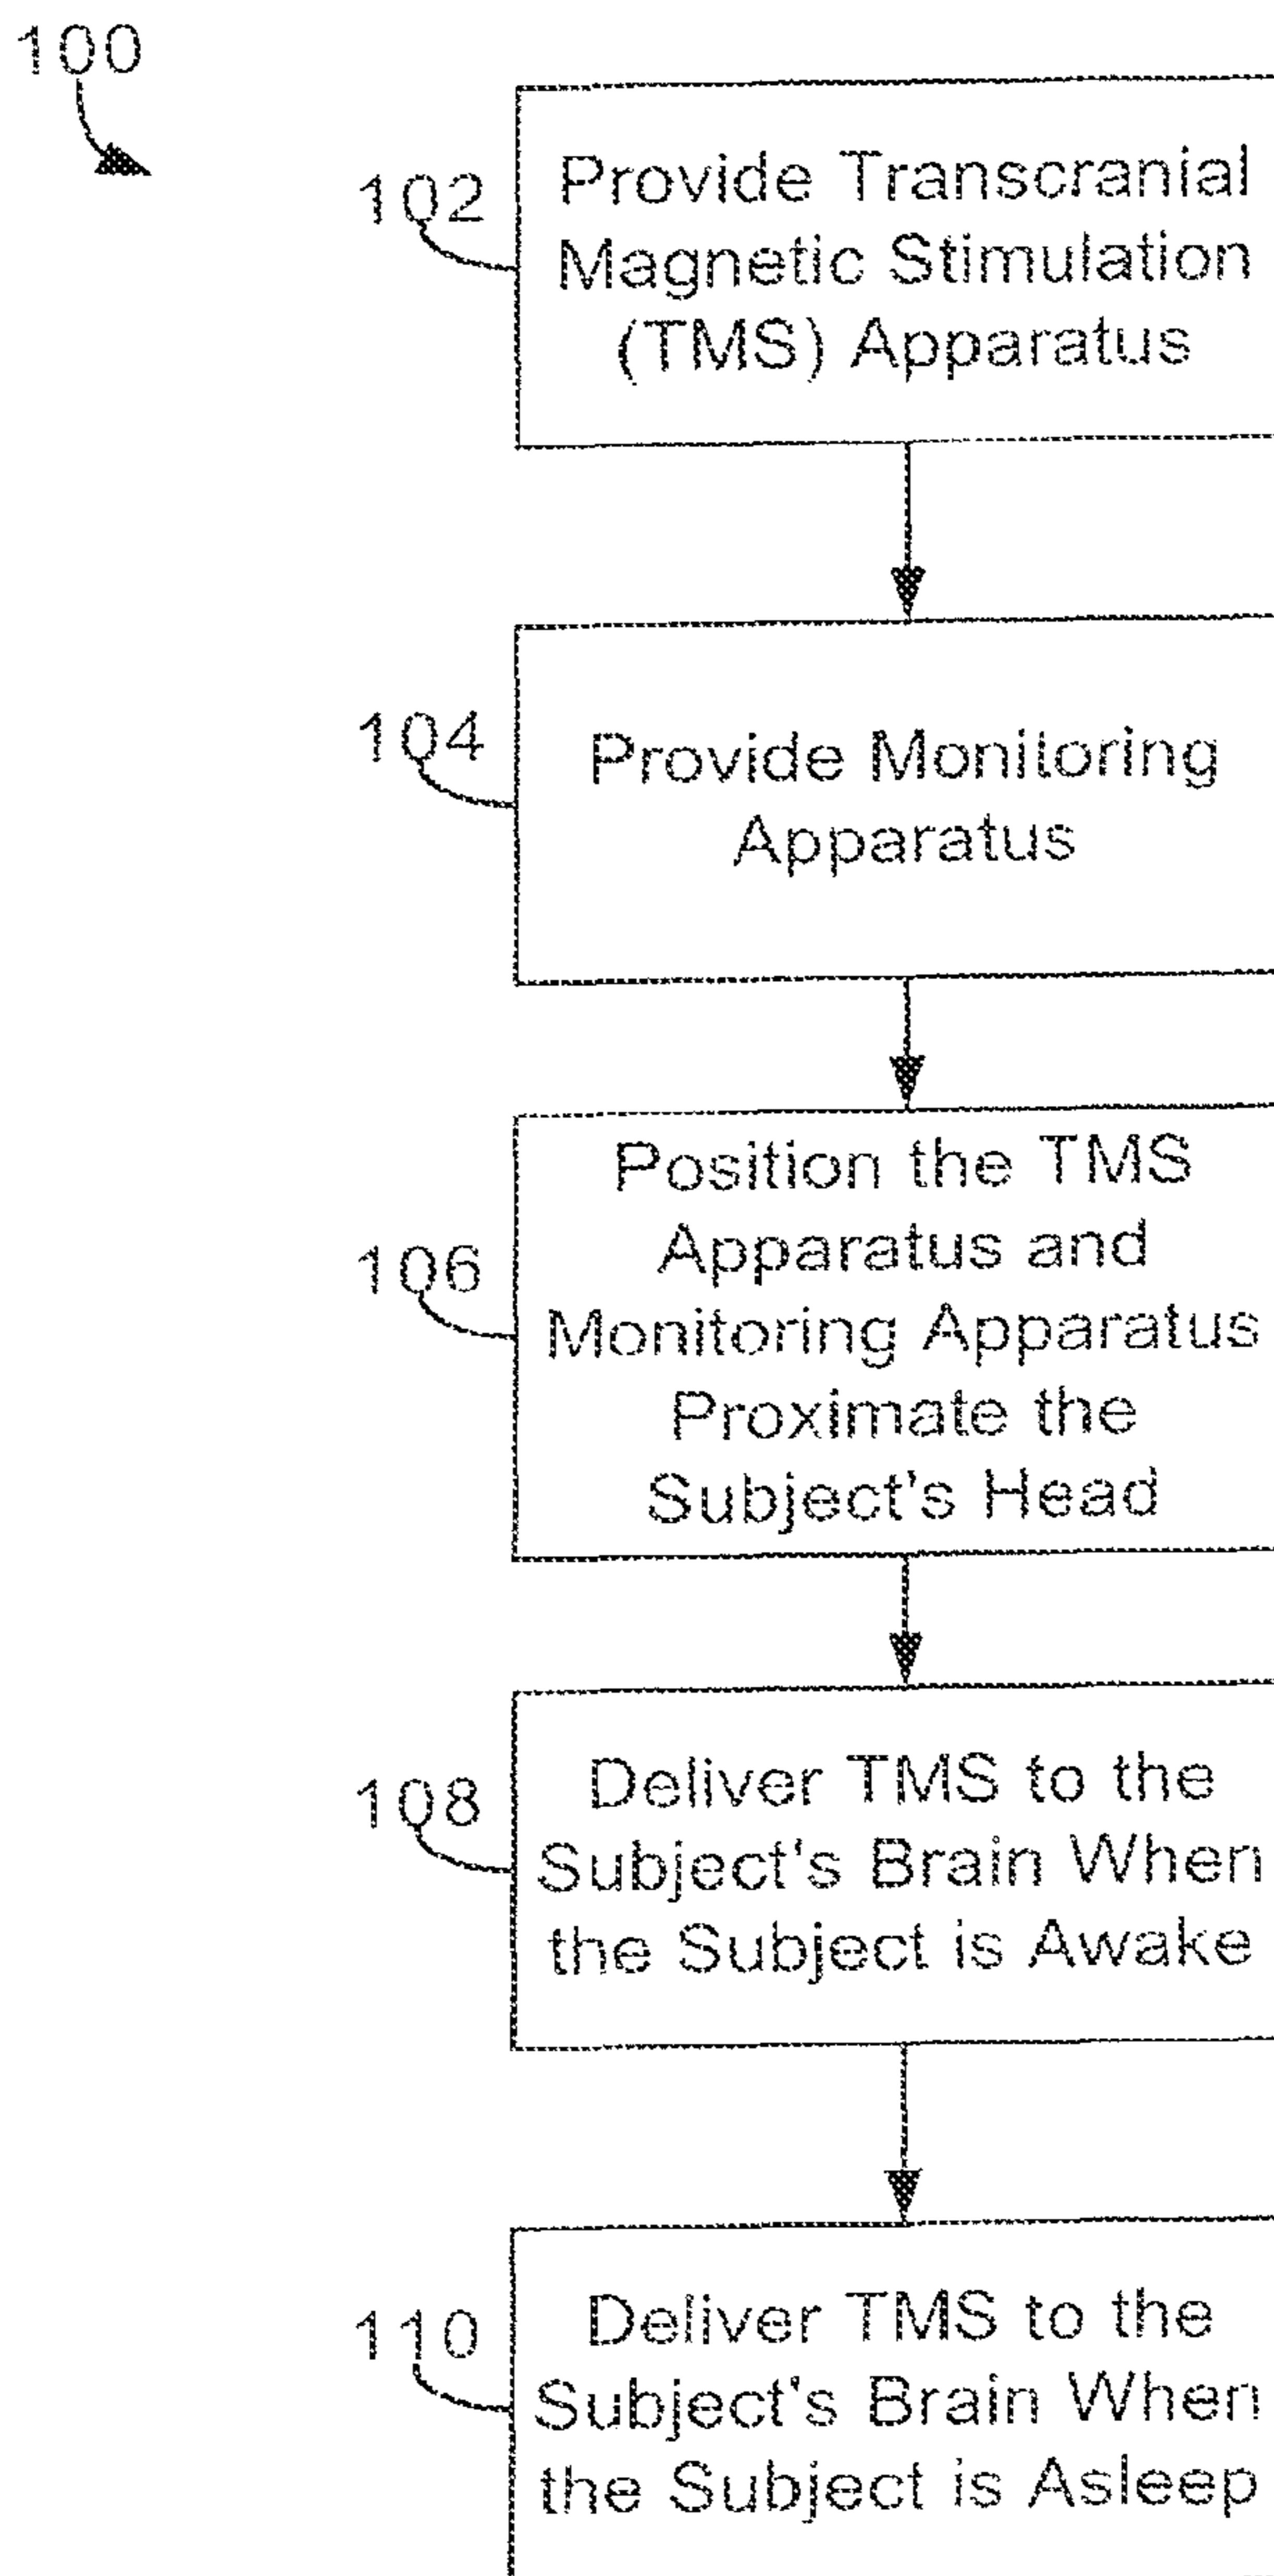 100
102
Provide Transcranial
Magnetic Stimulation
(TMS) Apparatus
104
Provide Monitoring
Apparatus
106
Position the TMS
Apparatus and
Monitoring Apparatus
Proximate the
Subject's Head
108
Deliver TMS to the
Subject's Brain When
the Subject is Awake
110
Deliver TMS to the
Subject's Brain When
the Subject is Asleep